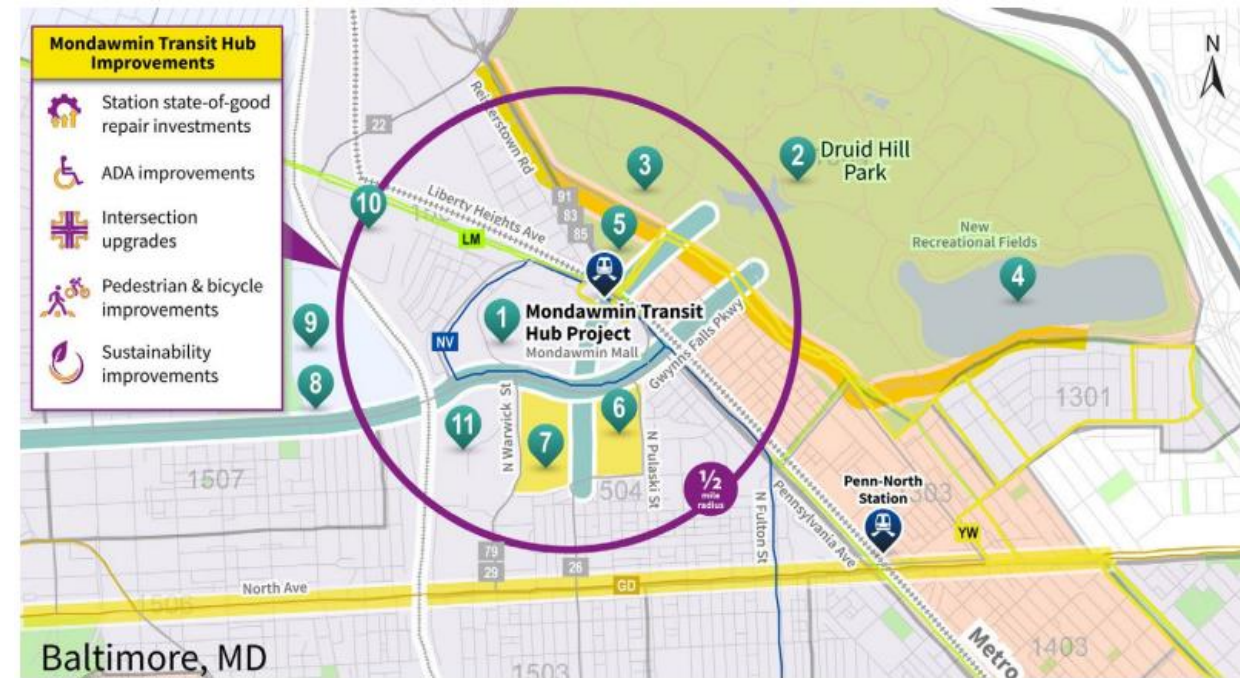 Mondawmin Transit Hub
Improvements
Station state-of-good
repair investments
ADA improvements
Intersection
upgrades
Pedestrian & bicycle
improvements
Sustainability
improvements
N
22
Reisterstown Rd
3
2
Druid Hill
Park
10
Liberty Heights Ave
91
83
85
5
LM
New
Recreational Fields
4
1
Mondawmin Transit
Hub Project
Mondawmin Mall
NV
Gwynns Falls Pkwy
9
8
11
N Warwick St
7
6
N Pulaski St
1301
1507
504
1/2
mile
radius
N Fulton St
Pennsylvania Ave
Penn-North
Station
1303
YW
79
29
26
North Ave
GD
1506
Metro
1403
1503
Baltimore, MD